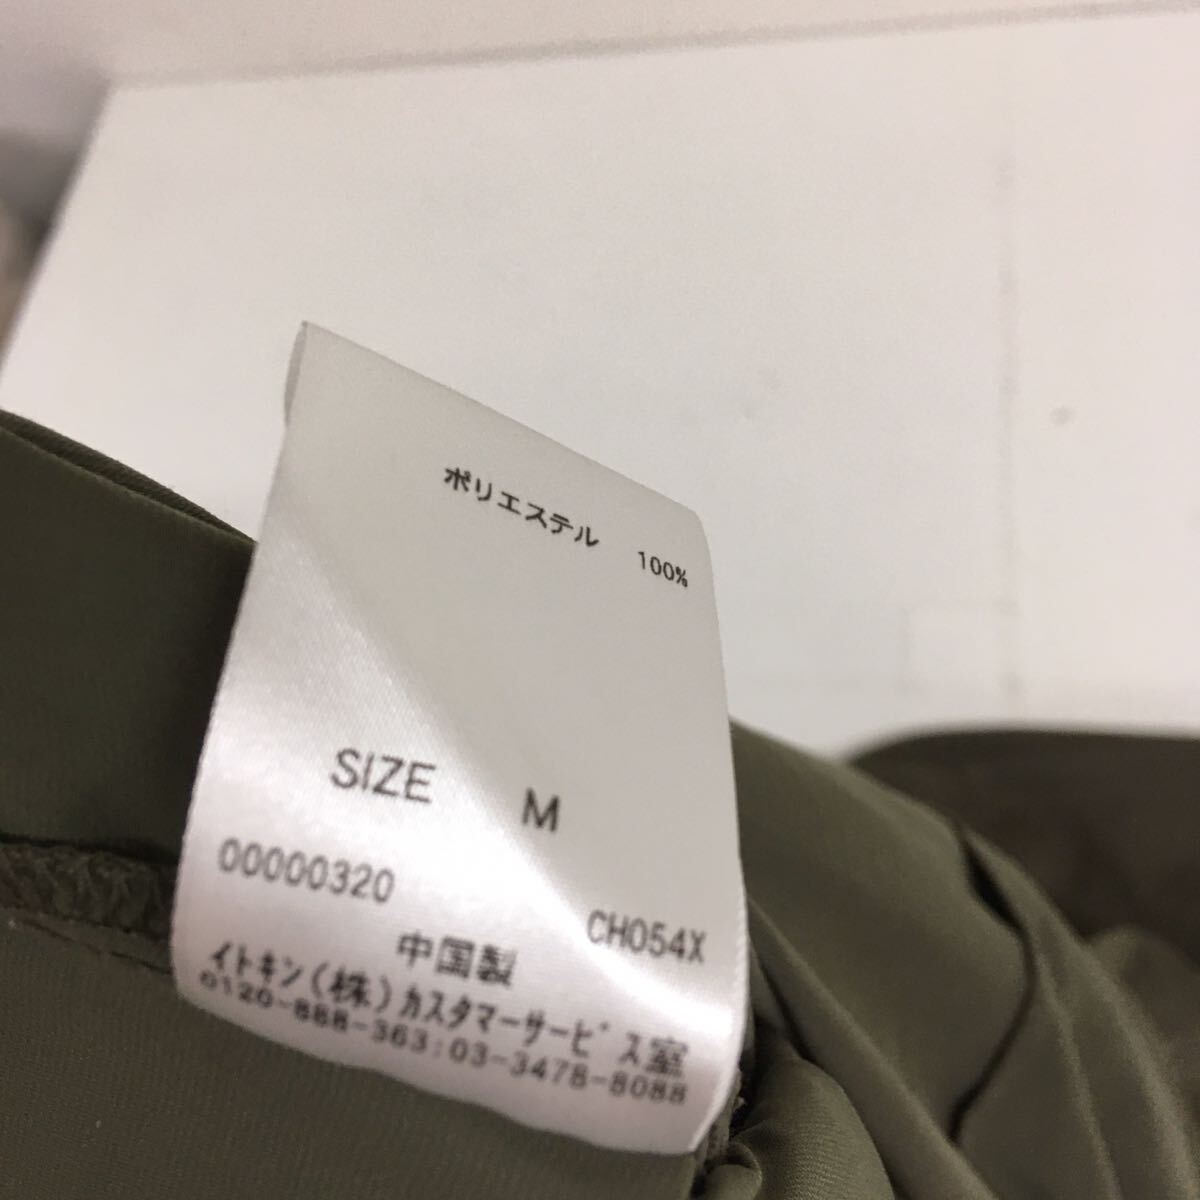 ポリエステル 100%
SIZE M
00000320
CH054X
中国製
イトキン(株)カスタマーサービス室
0120-888-363:03-3478-8088